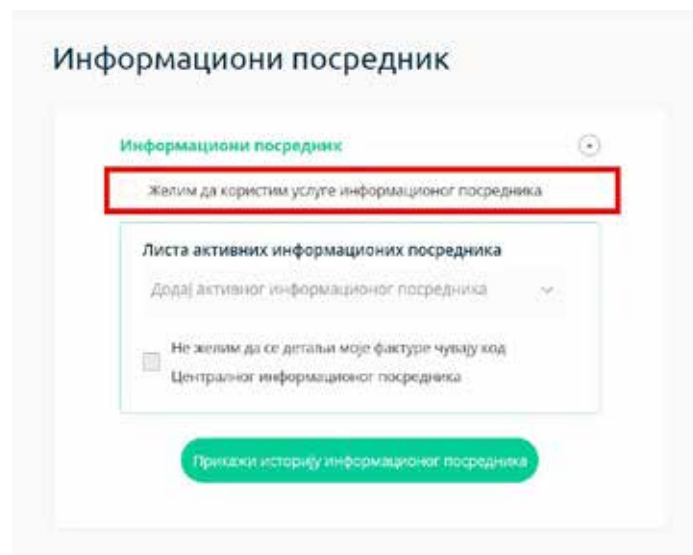 Информациони посредник
Информациони посредник
Желим да користим услуге информационог посредника
Листа активних информационих посредника
Додај активног информационог посредника
Не желим да се детаљи моје фактуре чувају код
Централног информационог посредника
Прикажи историју информационог посредника